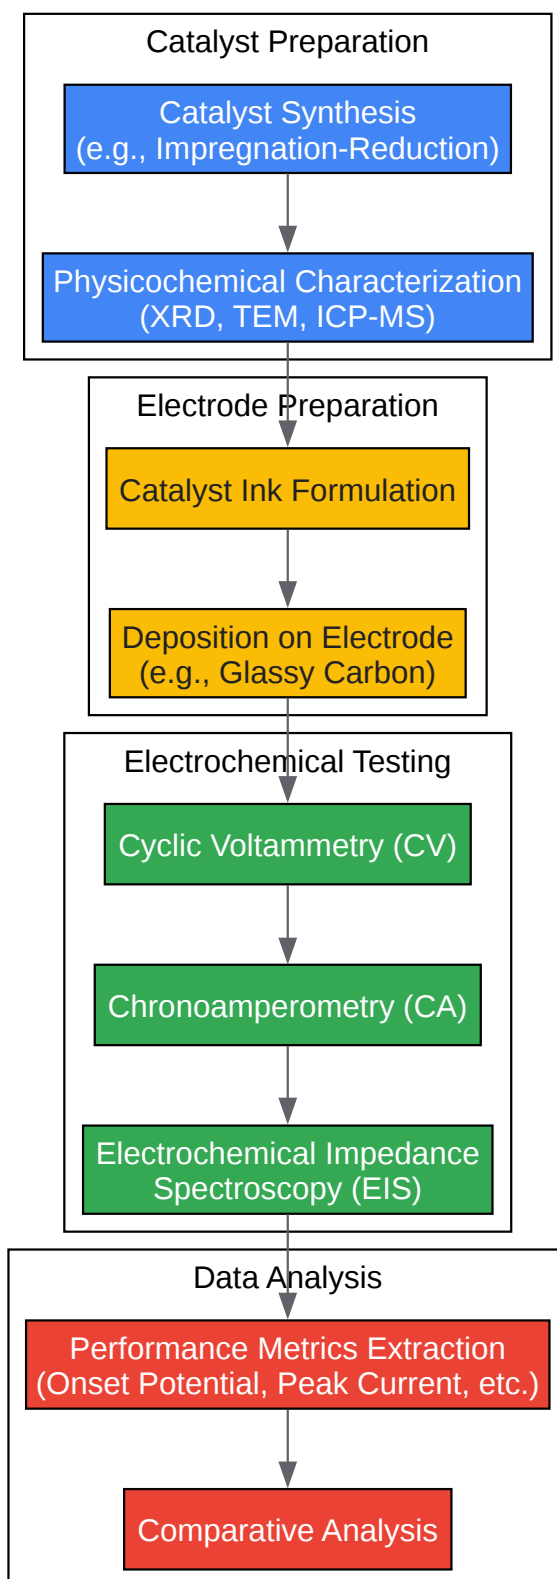 Catalyst Preparation
Catalyst Synthesis
(e.g., Impregnation-Reduction)
Physicochemical Characterization
(XRD, TEM, ICP-MS)
Electrode Preparation
Catalyst Ink Formulation
Deposition on Electrode
(e.g., Glassy Carbon)
Electrochemical Testing
Cyclic Voltammetry (CV)
Chronoamperometry (CA)
Electrochemical Impedance
Spectroscopy (EIS)
Data Analysis
Performance Metrics Extraction
(Onset Potential, Peak Current, etc.)
Comparative Analysis